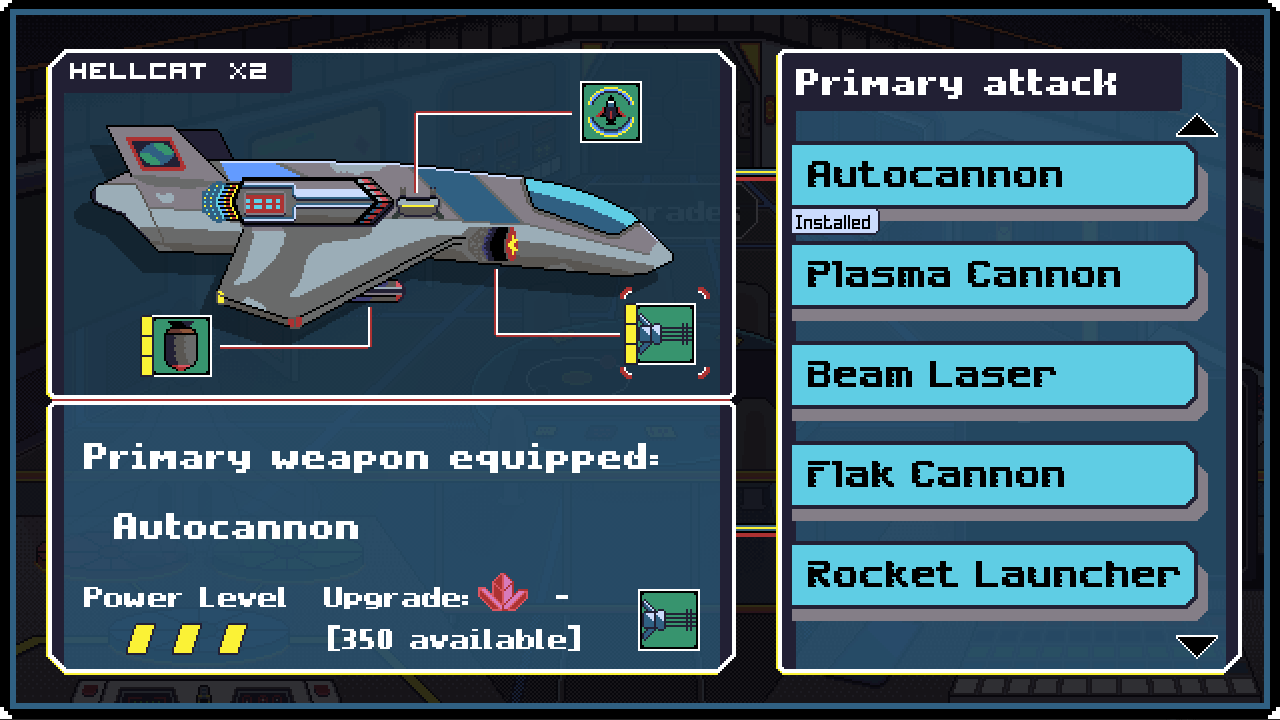 HELLCAT X2
Primary weapon equipped:
Autocannon
Power Level
Upgrade: -
[350 available]
Primary attack
Autocannon
Installed
Plasma Cannon
Beam Laser
Flak Cannon
Rocket Launcher